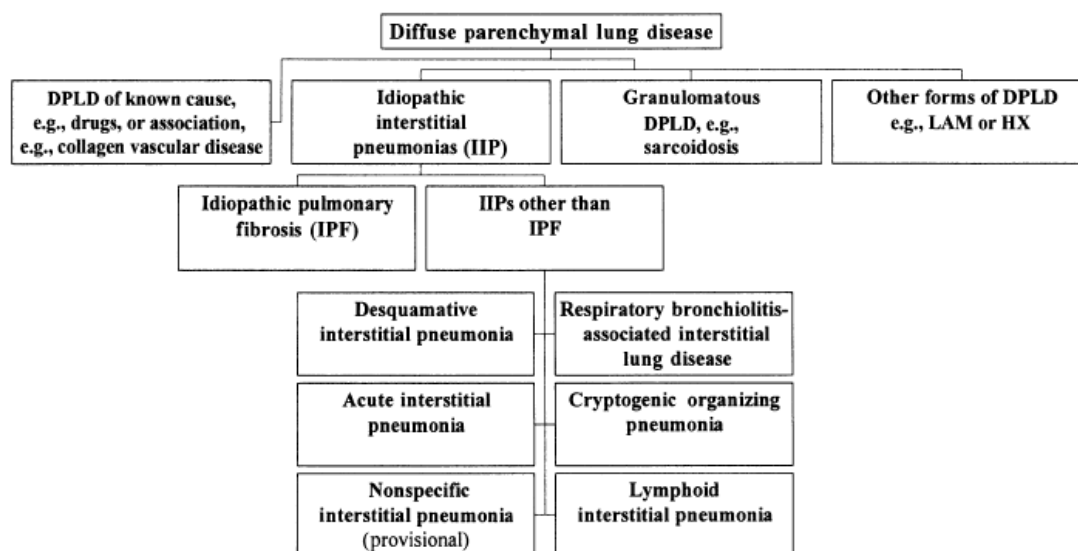 Diffuse parenchymal lung disease
DPLD of known cause,
e.g., drugs, or association,
e.g., collagen vascular disease
Idiopathic
interstitial
pneumonias (IIP)
Granulomatous
DPLD, e.g.,
sarcoidosis
Other forms of DPLD
e.g., LAM or HX
Idiopathic pulmonary
fibrosis (IPF)
IIPs other than
IPF
Desquamative
interstitial pneumonia
Respiratory bronchiolitis-
associated interstitial
lung disease
Acute interstitial
pneumonia
Cryptogenic organizing
pneumonia
Nonspecific
interstitial pneumonia
(provisional)
Lymphoid
interstitial pneumonia